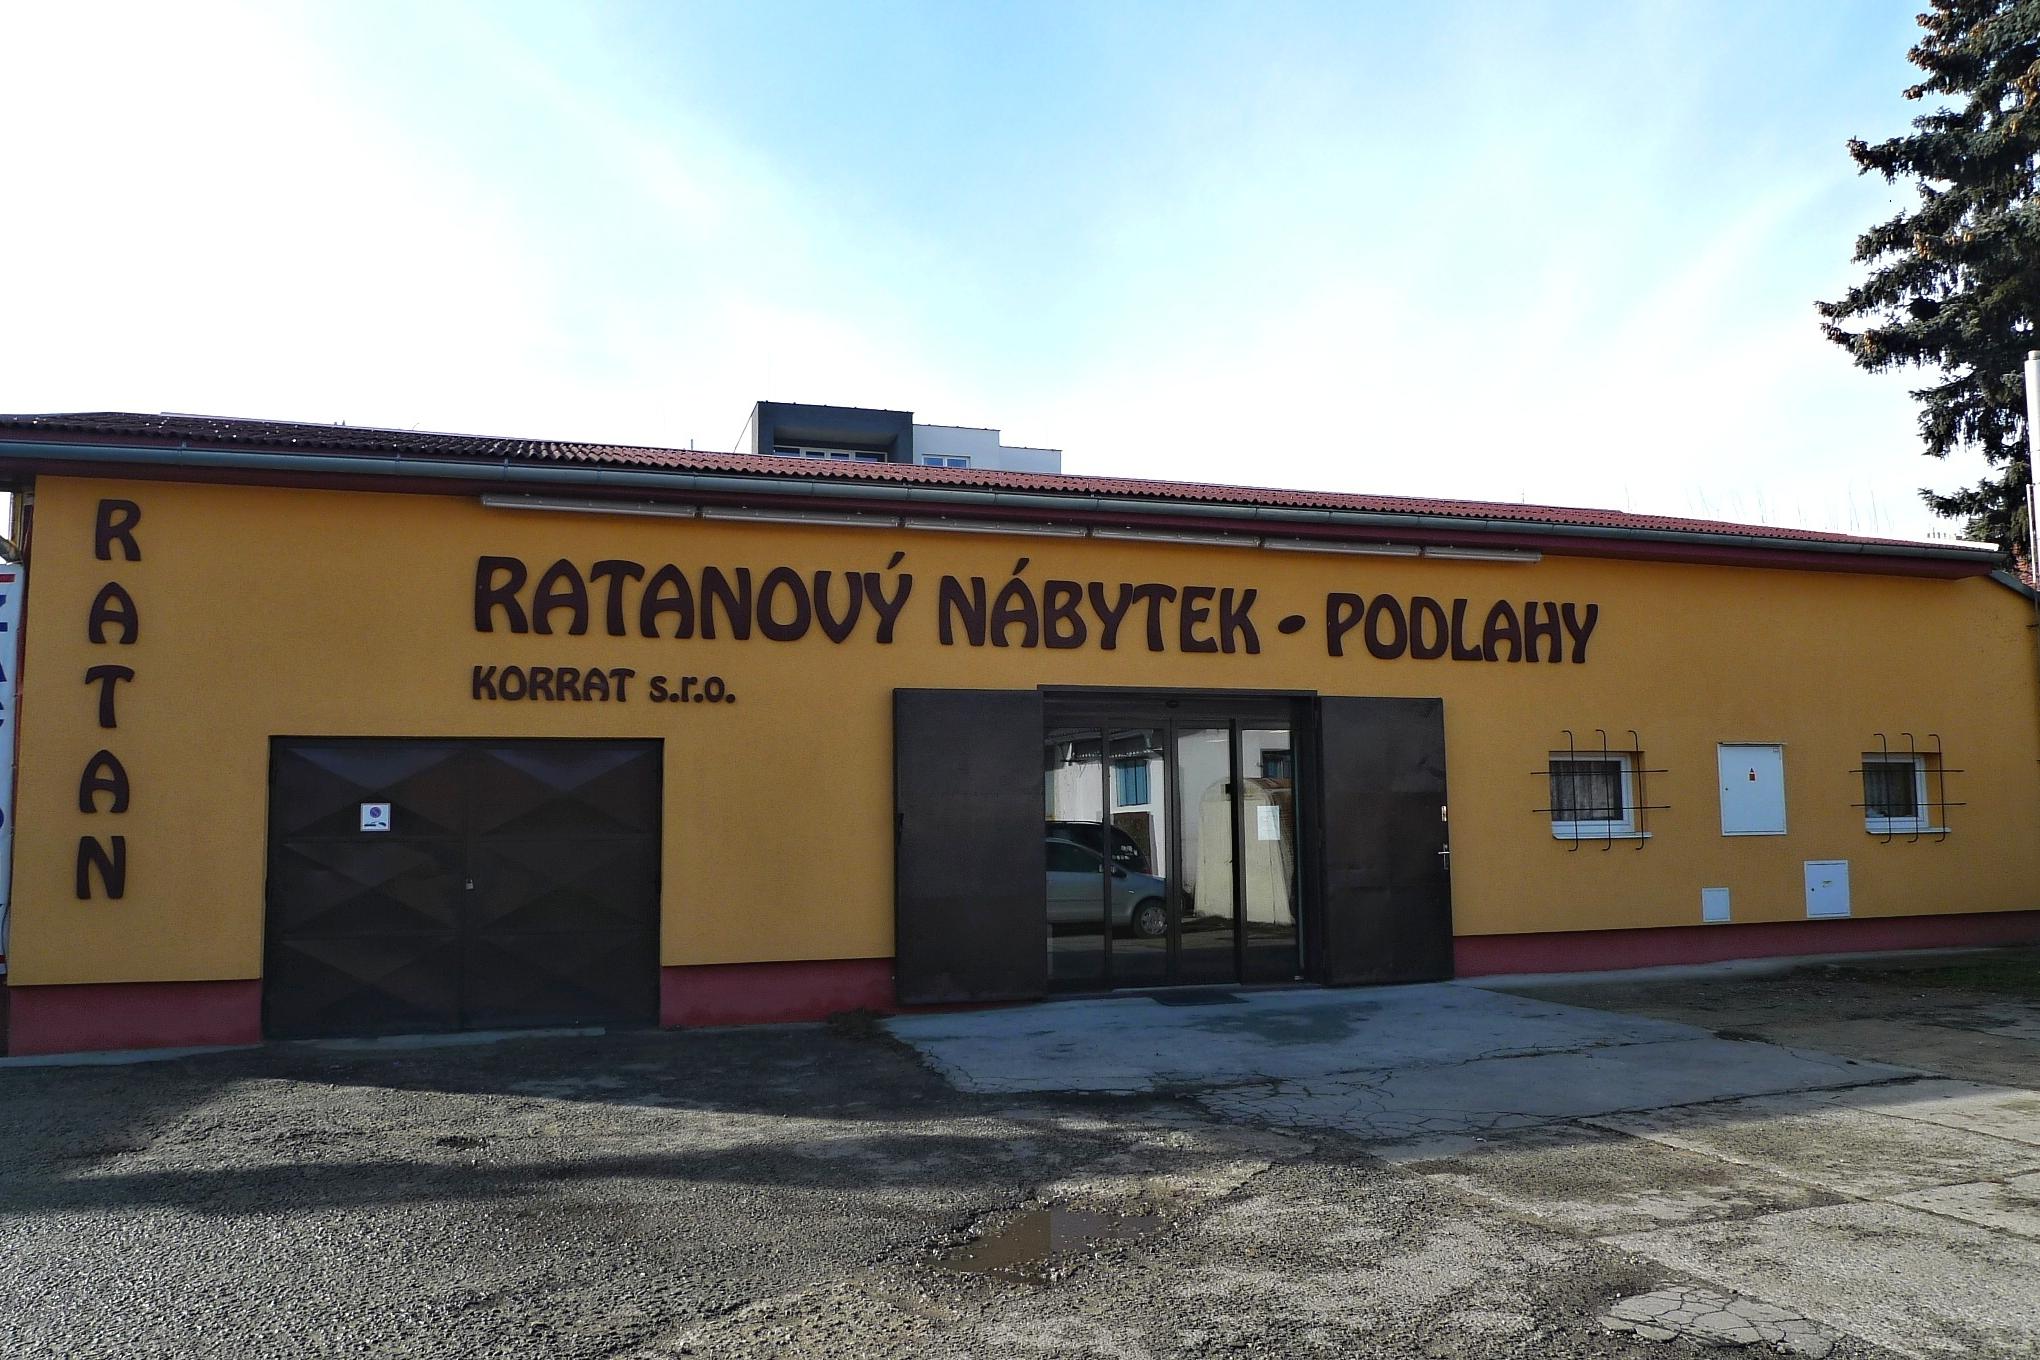 RATAN
RATANOVÝ NÁBYTEK - PODLAHY
KORRAT s.r.o.